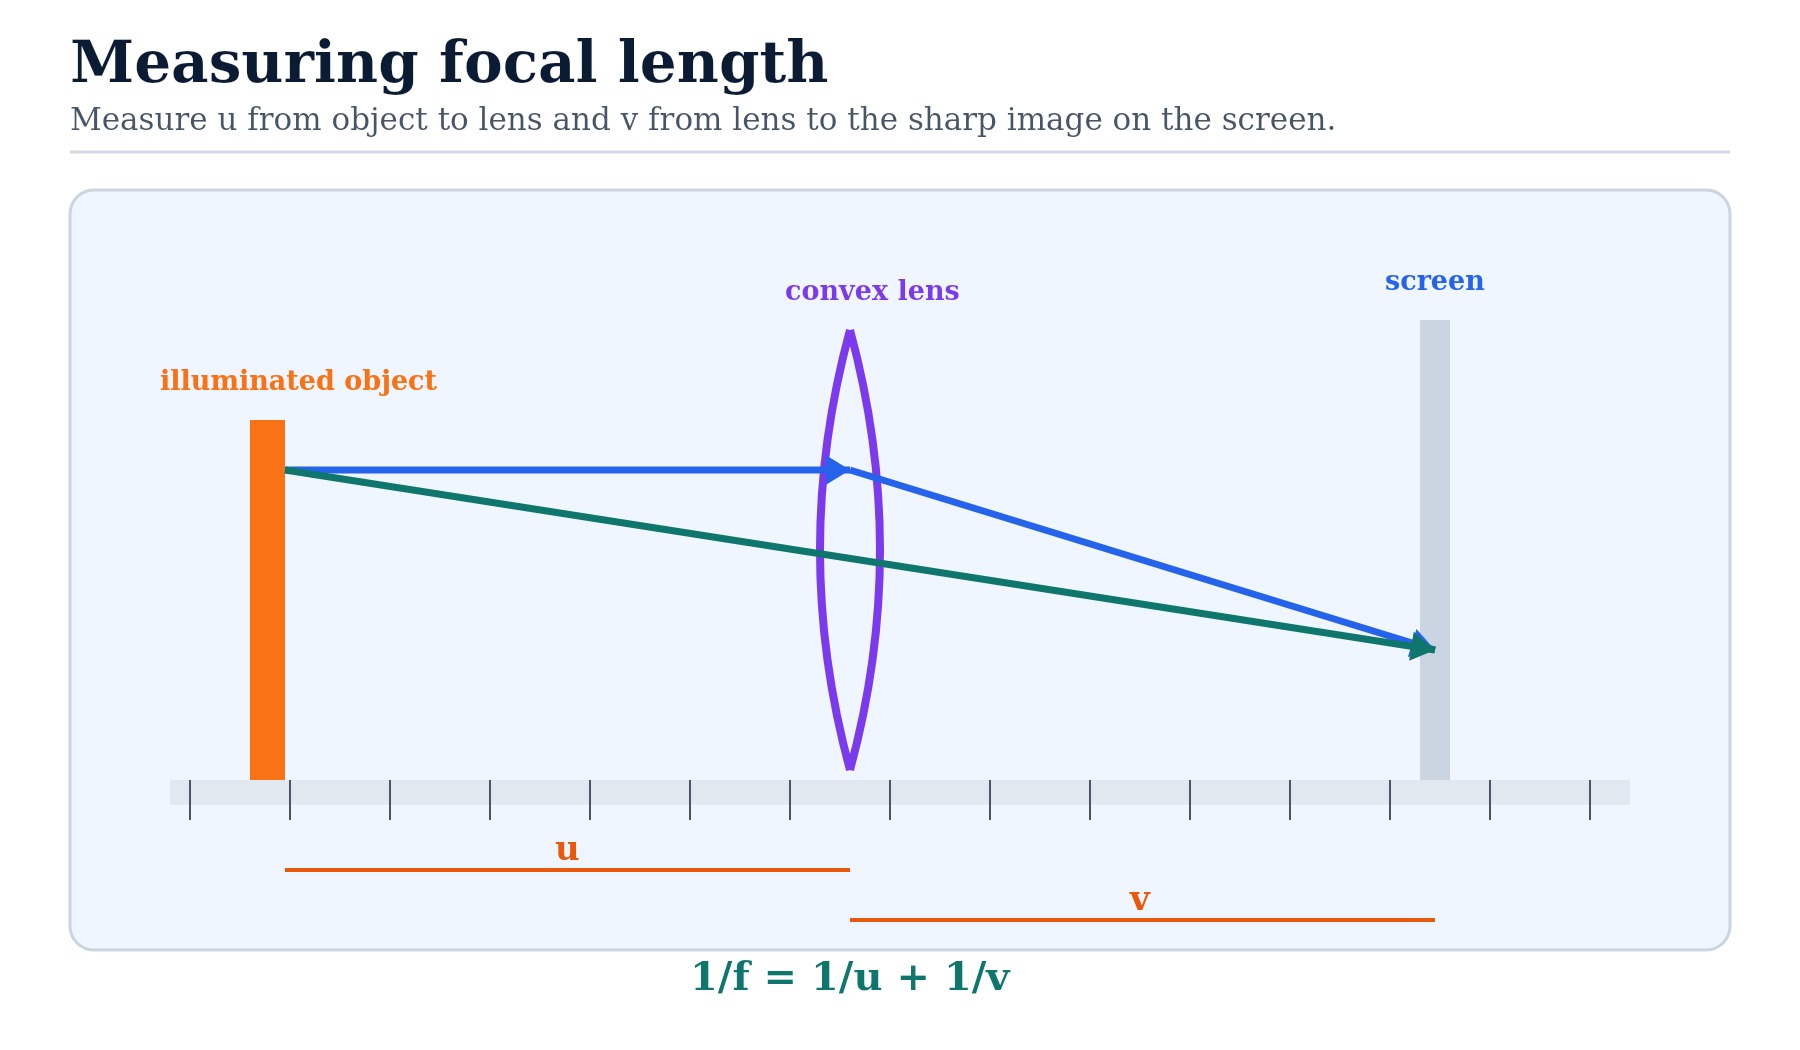 Measuring focal length
Measure u from object to lens and v from lens to the sharp image on the screen.
screen
convex lens
illuminated object
u
v
1/f = 1/u + 1/v